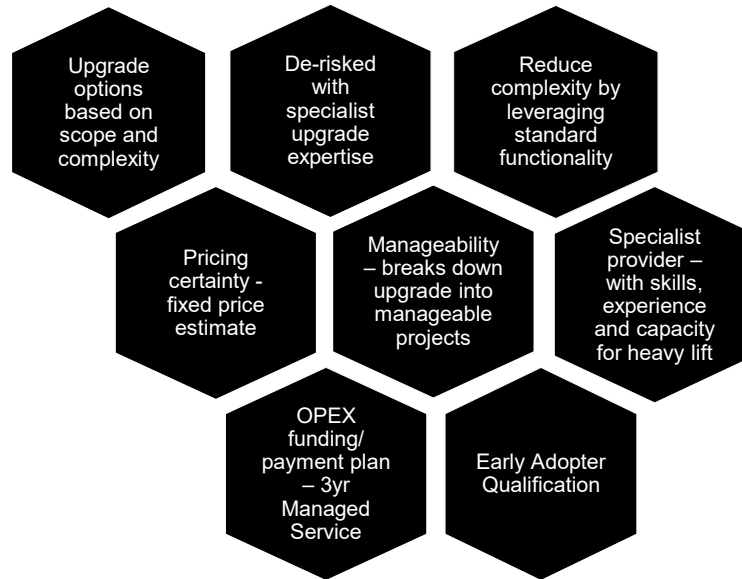 Upgrade
options
based on
scope and
complexity
De-risked
with
specialist
upgrade
expertise
Reduce
complexity by
leveraging
standard
functionality
Pricing
certainty -
fixed price
estimate
Manageability
– breaks down
upgrade into
manageable
projects
Specialist
provider –
with skills,
experience
and capacity
for heavy lift
OPEX
funding/
payment plan
– 3yr
Managed
Service
Early Adopter
Qualification